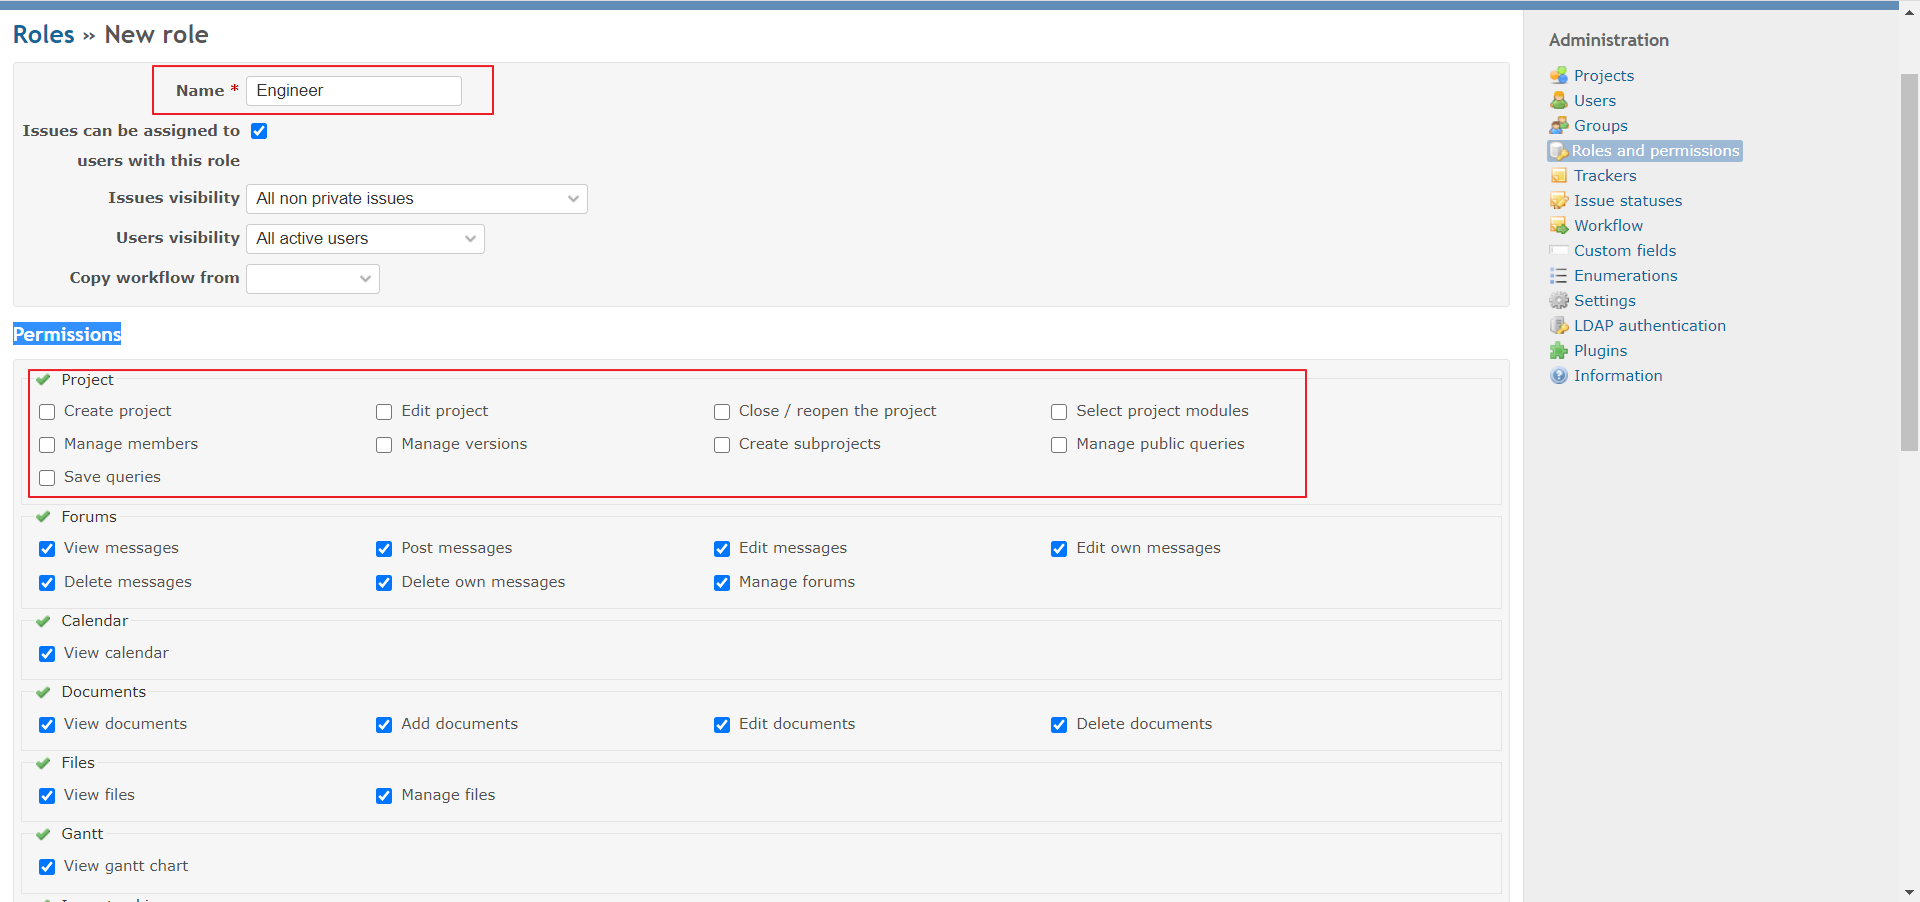 Roles » New role
Name * Engineer
Issues can be assigned to
users with this role
Issues visibility All non private issues
Users visibility All active users
Copy workflow from
Permissions
Project
Create project Edit project Close / reopen the project Select project modules
Manage members Manage versions Create subprojects Manage public queries
Save queries
Forums
View messages Post messages Edit messages Edit own messages
Delete messages Delete own messages Manage forums
Calendar
View calendar
Documents
View documents Add documents Edit documents Delete documents
Files
View files Manage files
Gantt
View gantt chart
Administration
Projects
Users
Groups
Roles and permissions
Trackers
Issue statuses
Workflow
Custom fields
Enumerations
Settings
LDAP authentication
Plugins
Information